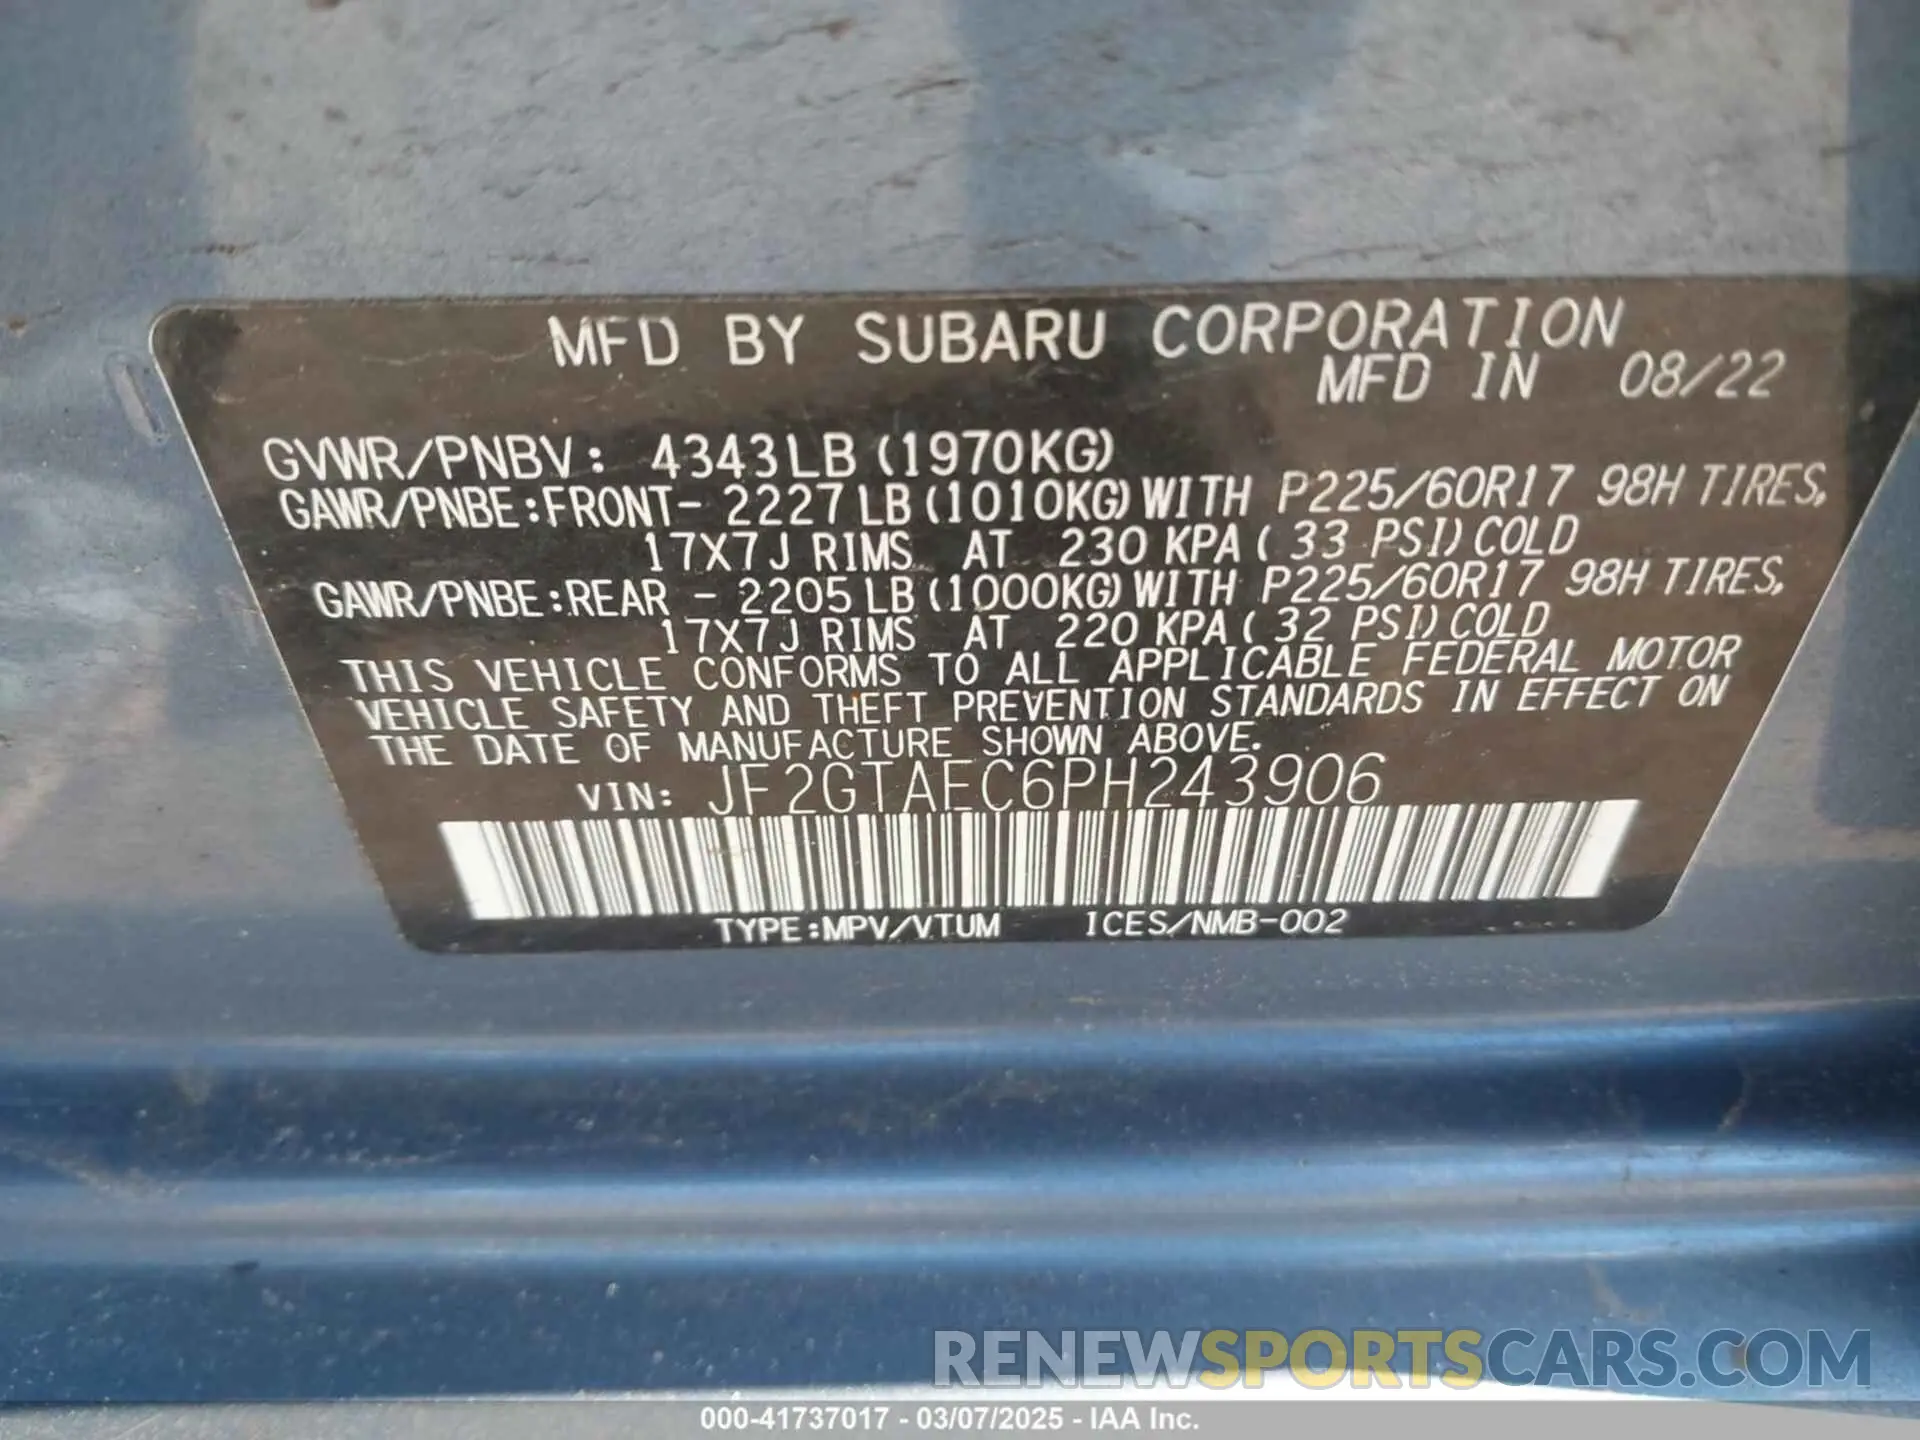 MFD BY SUBARU CORPORATION
MFD IN 08/22
GVWR/PNBV: 4343LB (1970KG)
GAWR/PNBE:FRONT- 2227 LB (1010KG) WITH P225/60R17 98H TIRES,
17X7J RIMS AT 230 KPA ( 33 PSI) COLD
GAWR/PNBE:REAR - 2205 LB (1000KG) WITH P225/60R17 98H TIRES,
17X7J RIMS AT 220 KPA ( 32 PSI) COLD
THIS VEHICLE CONFORMS TO ALL APPLICABLE FEDERAL MOTOR
VEHICLE SAFETY AND THEFT PREVENTION STANDARDS IN EFFECT ON
THE DATE OF MANUFACTURE SHOWN ABOVE.
VIN: JF2GTAEC6PH243906
TYPE:MPV/VTUM ICES/NMB-002
RENEWSPORTSCARS.COM
000-41737017 - 03/07/2025 - IAA Inc.